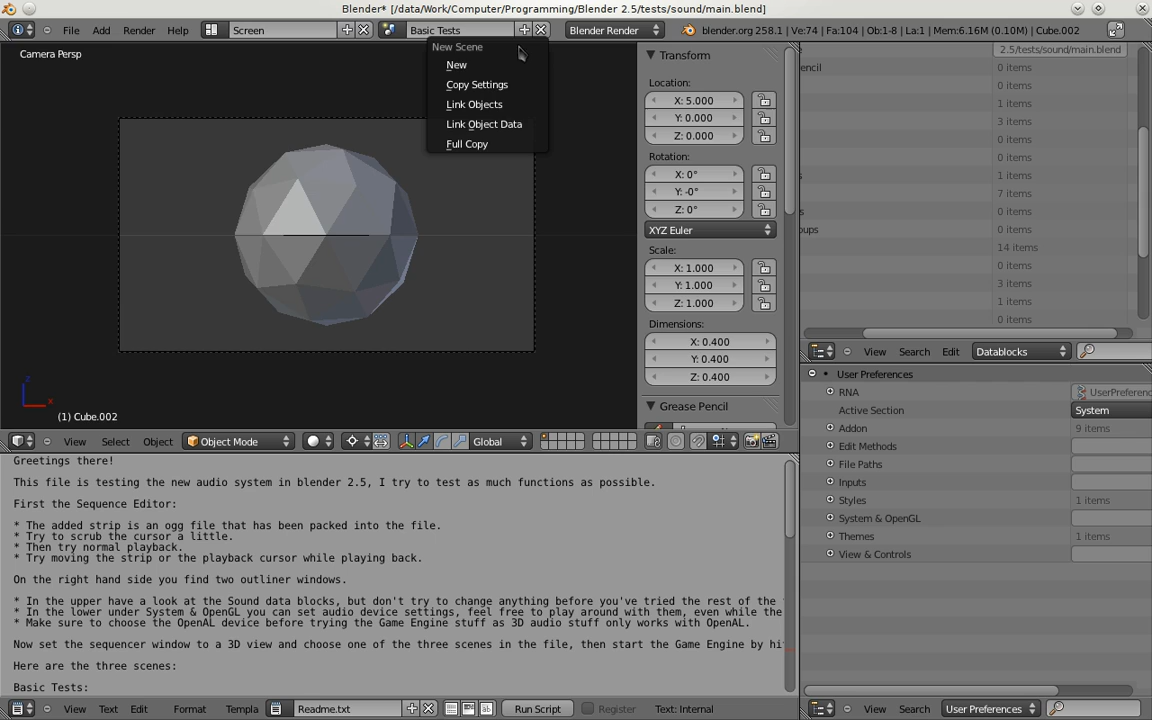 Blender* [/data/Work/Computer/Programming/Blender 2.5/tests/sound/main.blend]
File Add Render Help Screen Basic Tests Blender Render blender.org 258.1 | Ve:74 | Fa:104 | Ob:1-8 | La:1 | Mem:6.16M (0.10M) | Cube.03
Camera Persp
New Scene
New
Copy Settings
Link Objects
Link Object Data
Full Copy
z
x
(1) Cube.002
Transform
Location:
X: 5.000
Y: 0.000
Z: 0.000
Rotation:
X: 0°
Y: -0°
Z: 0°
XYZ Euler
Scale:
X: 1.000
Y: 1.000
Z: 1.000
Dimensions:
X: 0.400
Y: 0.400
Z: 0.400
Grease Pencil
2.5/tests/sound/main.blend
encil 0 items
0 items
1 items
3 items
0 items
0 items
s 1 items
7 items
s 0 items
oups 0 items
14 items
0 items
3 items
1 items
0 items
View Search Edit Datablocks
View Select Object Object Mode Global
User Preferences
RNA UserPreferenc
Active Section System
Addon 9 items
Edit Methods
File Paths
Inputs
Styles 1 items
System & OpenGL
Themes 1 items
View & Controls
Greetings there!
This file is testing the new audio system in blender 2.5, I try to test as much functions as possible.
First the Sequence Editor:
* The added strip is an ogg file that has been packed into the file.
* Try to scrub the cursor a little.
* Then try normal playback.
* Try moving the strip or the playback cursor while playing back.
On the right hand side you find two outliner windows.
* In the upper have a look at the Sound data blocks, but don't try to change anything before you've tried the rest of the
* In the lower under System & OpenGL you can set audio device settings, feel free to play around with them, even while the
* Make sure to choose the OpenAL device before trying the Game Engine stuff as 3D audio stuff only works with OpenAL.
Now set the sequencer window to a 3D view and choose one of the three scenes in the file, then start the Game Engine by hi
Here are the three scenes:
Basic Tests:
View Text Edit Format Templa Readme.txt Run Script Register Text: Internal
View Search User Preferences